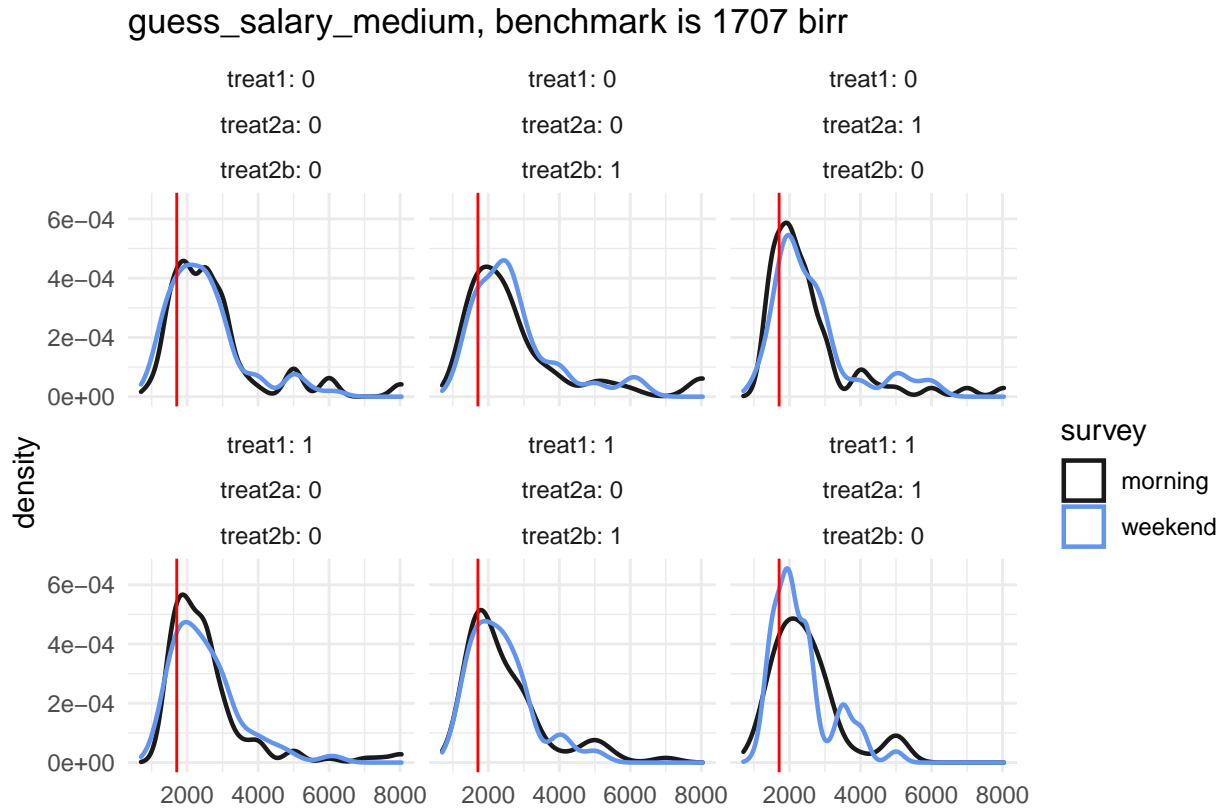 guess_salary_medium, benchmark is 1707 birr
treat1: 0 treat1: 0 treat1: 0
treat2a: 0 treat2a: 0 treat2a: 1
treat2b: 0 treat2b: 1 treat2b: 0
6e−04
4e−04
2e−04
0e+00
treat1: 1 treat1: 1 treat1: 1
treat2a: 0 treat2a: 0 treat2a: 1
treat2b: 0 treat2b: 1 treat2b: 0
6e−04
4e−04
2e−04
0e+00
2000 4000 6000 8000 2000 4000 6000 8000 2000 4000 6000 8000
density
survey
morning
weekend